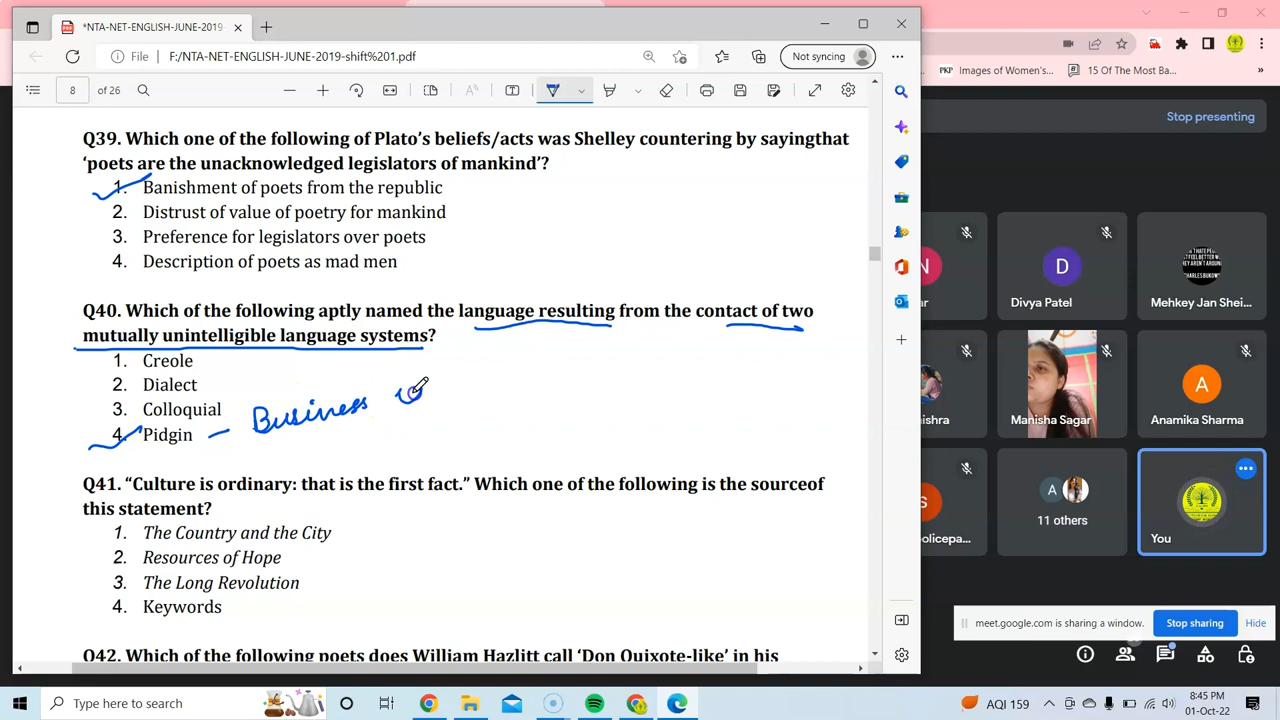 *NTA-NET-ENGLISH-JUNE-2019
File
F:/NTA-NET-ENGLISH-JUNE-2019-shift%201.pdf
Not syncing
PKP Images of Women's...
15 Of The Most Ba...
8 of 26
Stop presenting
Q39. Which one of the following of Plato's beliefs/acts was Shelley countering by sayingthat
'poets are the unacknowledged legislators of mankind'?
1. Banishment of poets from the republic
2. Distrust of value of poetry for mankind
3. Preference for legislators over poets
4. Description of poets as mad men
Q40. Which of the following aptly named the language resulting from the contact of two
mutually unintelligible language systems?
1. Creole
2. Dialect
3. Colloquial
4. Pidgin - Business
Q41. "Culture is ordinary: that is the first fact." Which one of the following is the sourceof
this statement?
1. The Country and the City
2. Resources of Hope
3. The Long Revolution
4. Keywords
Q42. Which of the following poets does William Hazlitt call 'Don Quixote-like' in his
N
ar
D
Divya Patel
Mehkey Jan Shei...
ishra
Manisha Sagar
A
Anamika Sharma
S
olicepa...
A
11 others
You
meet.google.com is sharing a window.
Stop sharing
Hide
Type here to search
AQI 159
8:45 PM
01-Oct-22